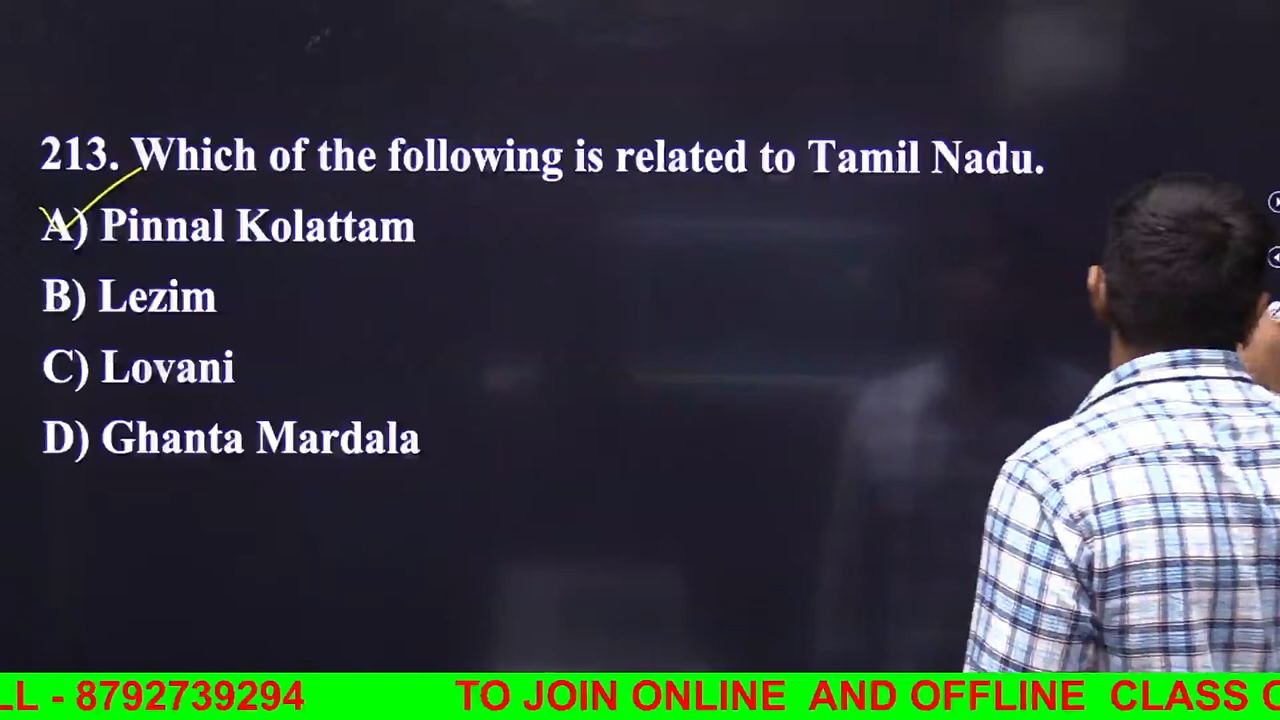 213. Which of the following is related to Tamil Nadu.
A) Pinnal Kolattam
B) Lezim
C) Lovani
D) Ghanta Mardala
LL - 8792739294 TO JOIN ONLINE AND OFFLINE CLASS C